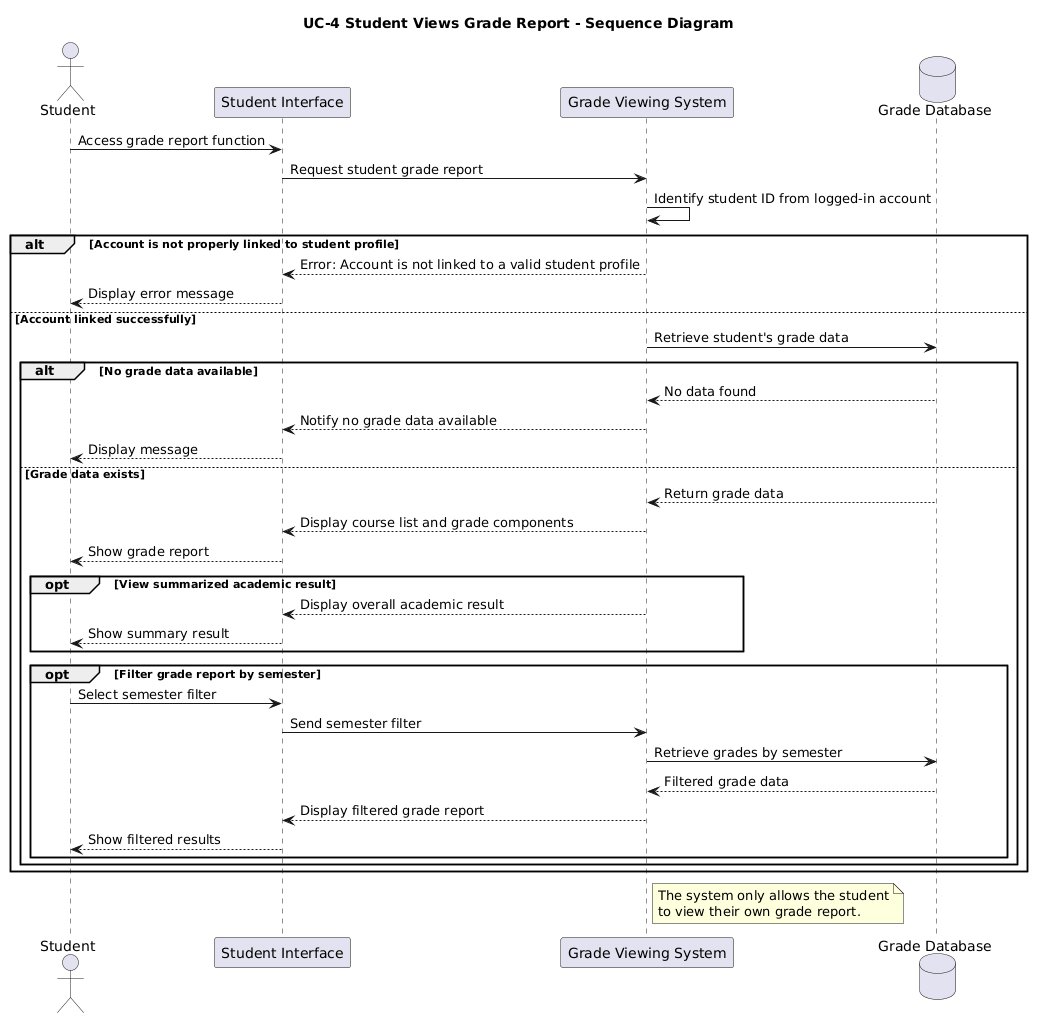 UC-4 Student Views Grade Report - Sequence Diagram
Student
Student Interface
Grade Viewing System
Grade Database
Access grade report function
Request student grade report
Identify student ID from logged-in account
alt [Account is not properly linked to student profile]
Error: Account is not linked to a valid student profile
Display error message
[Account linked successfully]
Retrieve student's grade data
alt [No grade data available]
No data found
Notify no grade data available
Display message
[Grade data exists]
Return grade data
Display course list and grade components
Show grade report
opt [View summarized academic result]
Display overall academic result
Show summary result
opt [Filter grade report by semester]
Select semester filter
Send semester filter
Retrieve grades by semester
Filtered grade data
Display filtered grade report
Show filtered results
The system only allows the student
to view their own grade report.
Student
Student Interface
Grade Viewing System
Grade Database